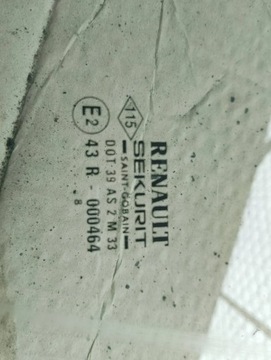 RENAULT
115 SEKURIT
SAINT-GOBAIN
DOT 39 AS 2 M 33
E2 43 R - 000464
.8